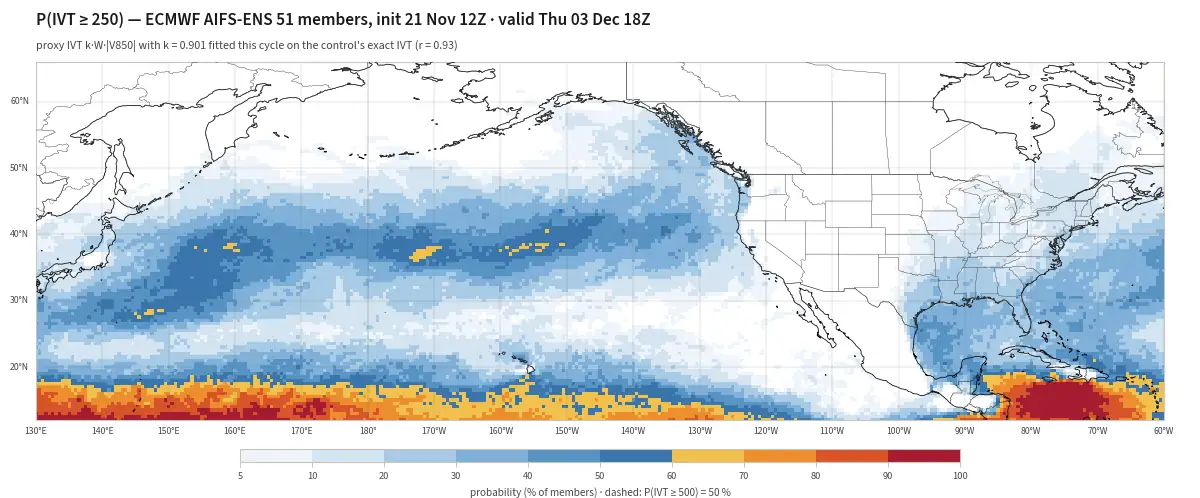 P(IVT ≥ 250) — ECMWF AIFS-ENS 51 members, init 21 Nov 12Z · valid Thu 03 Dec 18Z
proxy IVT k·W·|V850| with k = 0.901 fitted this cycle on the control's exact IVT (r = 0.93)
60°N
50°N
40°N
30°N
20°N
130°E 140°E 150°E 160°E 170°E 180° 170°W 160°W 150°W 140°W 130°W 120°W 110°W 100°W 90°W 80°W 70°W 60°W
5 10 20 30 40 50 60 70 80 90 100
probability (% of members) · dashed: P(IVT ≥ 500) = 50 %